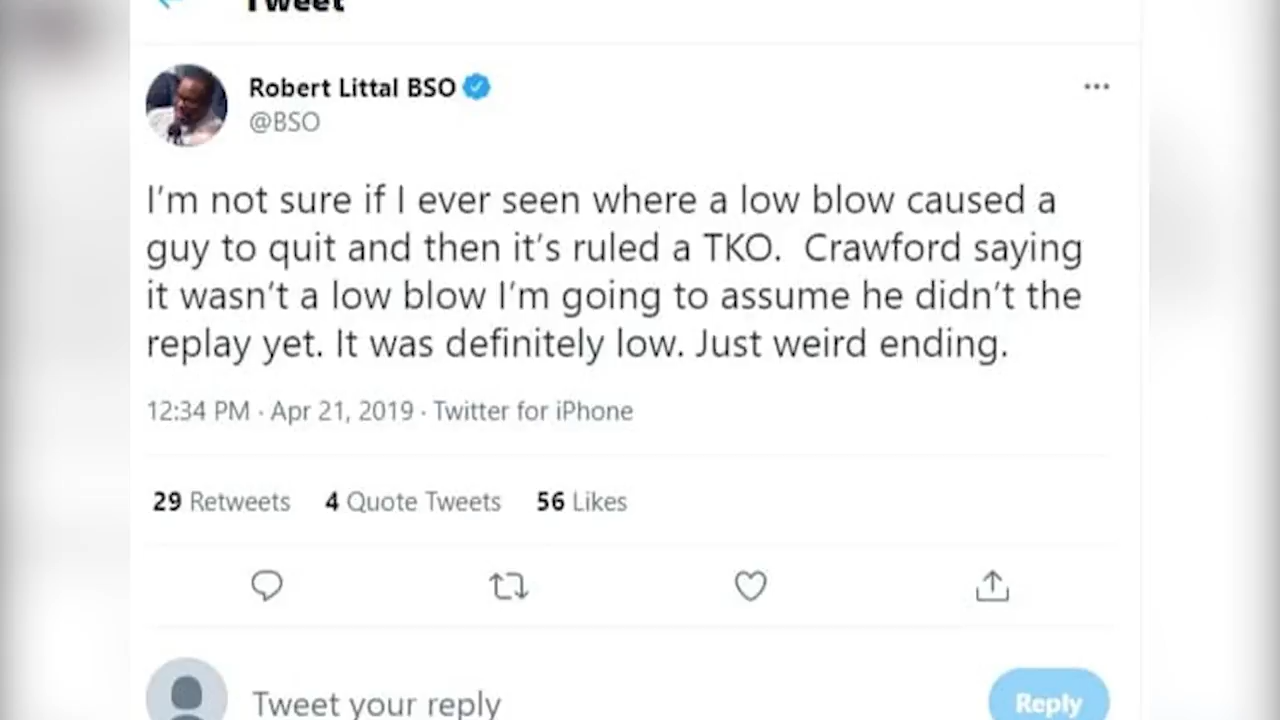 Tweet
Robert Littal BSO
@BSO
I'm not sure if I ever seen where a low blow caused a
guy to quit and then it's ruled a TKO.  Crawford saying
it wasn't a low blow I'm going to assume he didn't the
replay yet. It was definitely low. Just weird ending.
12:34 PM · Apr 21, 2019 · Twitter for iPhone
29 Retweets 4 Quote Tweets 56 Likes
Tweet your reply Reply